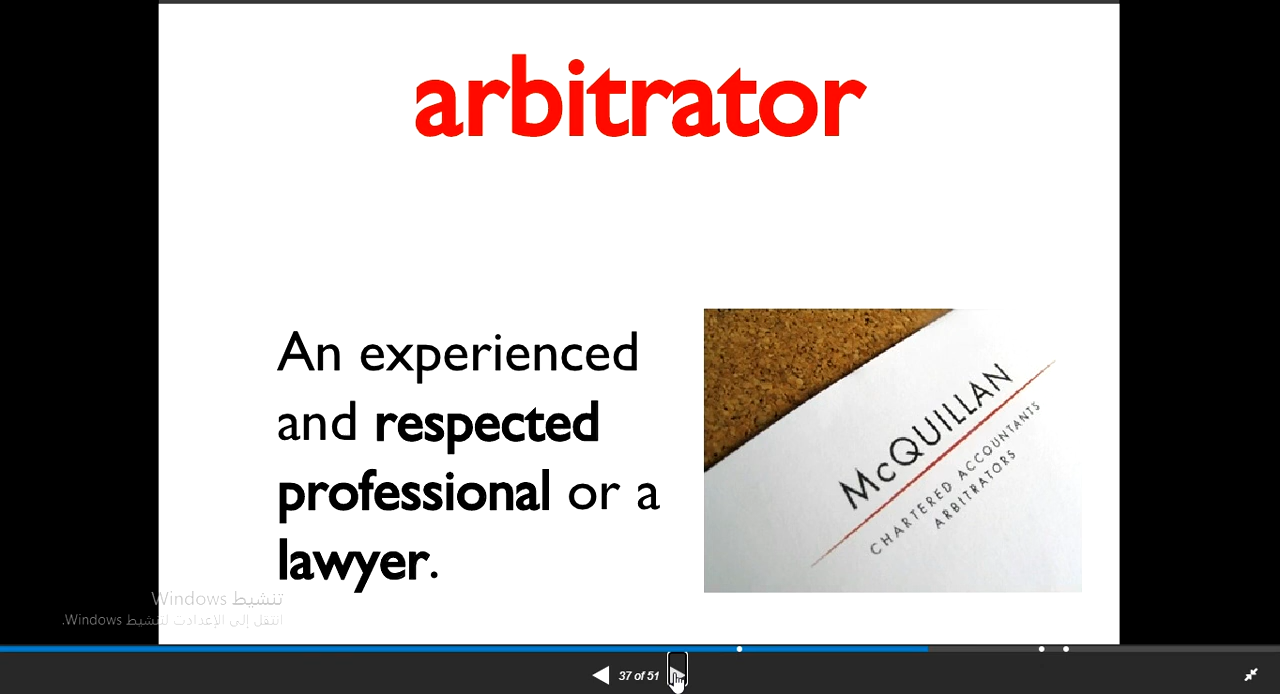 arbitrator
An experienced
and respected
professional or a
lawyer.
McQUILLAN
CHARTERED ACCOUNTANTS
ARBITRATORS
تنشيط Windows
انتقل إلى الإعدادات لتنشيط Windows.
37 of 51